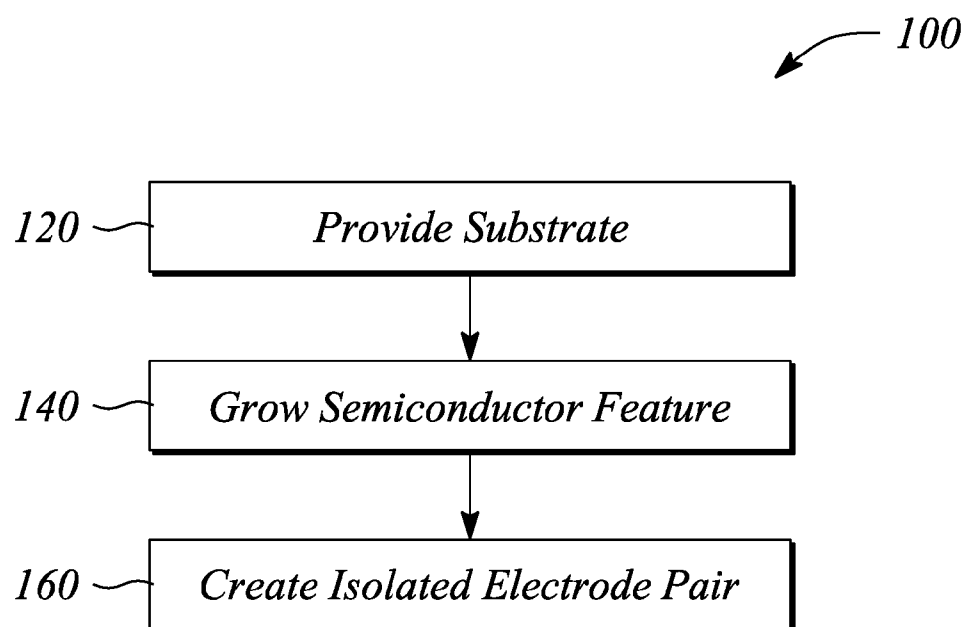 100
120 Provide Substrate
140 Grow Semiconductor Feature
160 Create Isolated Electrode Pair